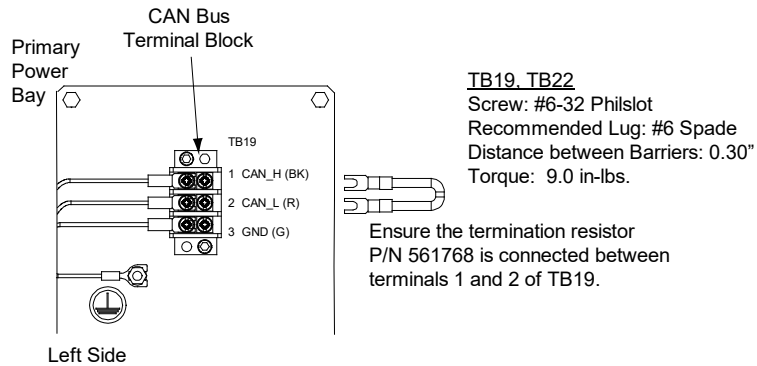 CAN Bus
Terminal Block
Primary
Power
Bay
TB19
1 CAN_H (BK)
2 CAN_L (R)
3 GND (G)
TB19, TB22
Screw: #6-32 Philslot
Recommended Lug: #6 Spade
Distance between Barriers: 0.30”
Torque:  9.0 in-lbs.
Ensure the termination resistor
P/N 561768 is connected between
terminals 1 and 2 of TB19.
Left Side